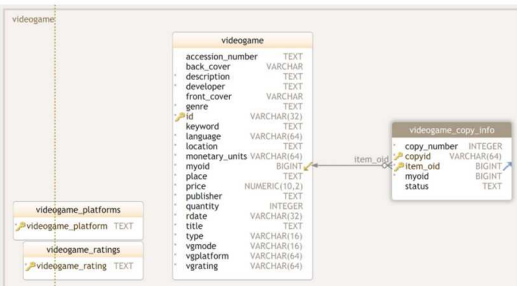 videogame
videogame
accession_number TEXT
back_cover VARCHAR
description TEXT
developer TEXT
front_cover VARCHAR
genre TEXT
id VARCHAR(32)
keyword TEXT
language VARCHAR(64)
location TEXT
monetary_units VARCHAR(64)
myoid BIGINT
place TEXT
price NUMERIC(10,2)
publisher TEXT
quantity INTEGER
rdate VARCHAR(32)
title TEXT
type VARCHAR(16)
vgmode VARCHAR(16)
vgplatform VARCHAR(64)
vgrating VARCHAR(64)
item_oid
videogame_copy_info
copy_number INTEGER
copyid VARCHAR(64)
item_oid BIGINT
myoid BIGINT
status TEXT
videogame_platforms
videogame_platform TEXT
videogame_ratings
videogame_rating TEXT